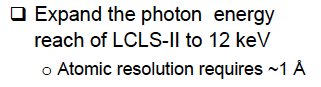 ❑ Expand the photon energy
reach of LCLS-II to 12 keV
o Atomic resolution requires ~1 Å